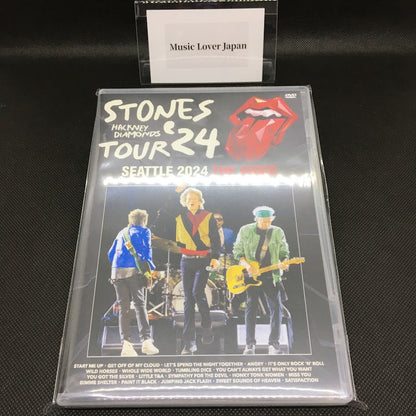 Music Lover Japan
STONES
HACKNEY
DIAMONDS
TOUR '24
DVD
SEATTLE 2024
START ME UP · GET OFF OF MY CLOUD · LET'S SPEND THE NIGHT TOGETHER · ANGRY · IT'S ONLY ROCK 'N' ROLL
WILD HORSES · WHOLE WIDE WORLD · TUMBLING DICE · YOU CAN'T ALWAYS GET WHAT YOU WANT
YOU GOT THE SILVER · LITTLE T&A · SYMPATHY FOR THE DEVIL · HONKY TONK WOMEN · MISS YOU
GIMME SHELTER · PAINT IT BLACK · JUMPING JACK FLASH · SWEET SOUNDS OF HEAVEN · SATISFACTION